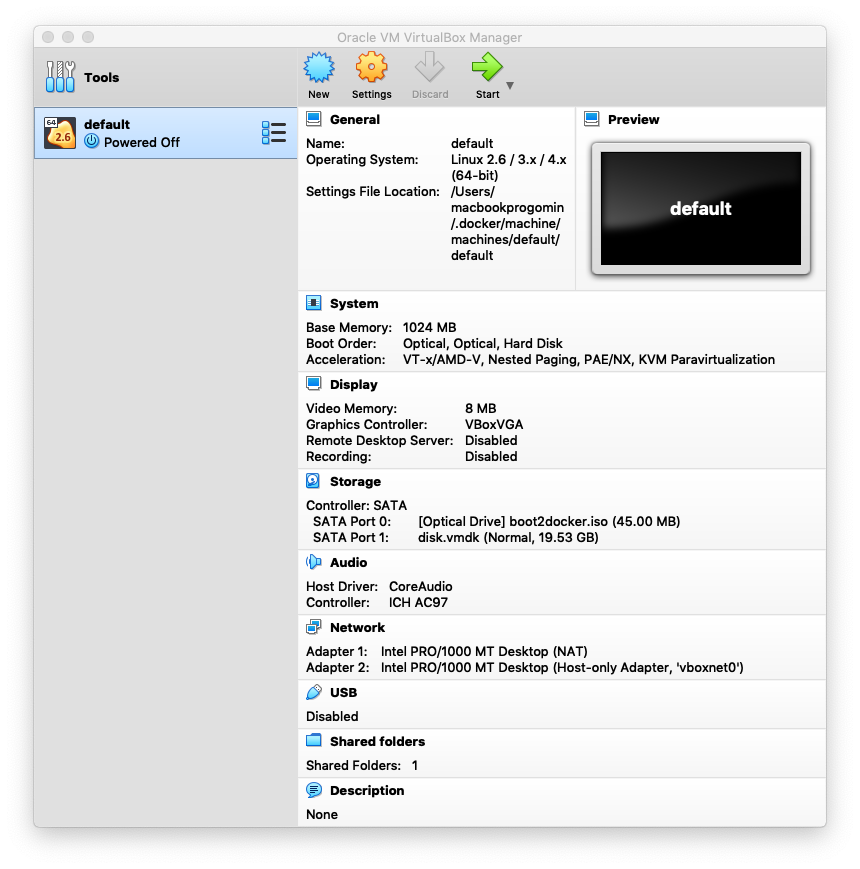 Oracle VM VirtualBox Manager
Tools
New
Settings
Discard
Start
64
2.6
default
Powered Off
General
Name: default
Operating System: Linux 2.6 / 3.x / 4.x
(64-bit)
Settings File Location: /Users/
macbookprogomin
/.docker/machine/
machines/default/
default
Preview
default
System
Base Memory: 1024 MB
Boot Order: Optical, Optical, Hard Disk
Acceleration: VT-x/AMD-V, Nested Paging, PAE/NX, KVM Paravirtualization
Display
Video Memory: 8 MB
Graphics Controller: VBoxVGA
Remote Desktop Server: Disabled
Recording: Disabled
Storage
Controller: SATA
SATA Port 0: [Optical Drive] boot2docker.iso (45.00 MB)
SATA Port 1: disk.vmdk (Normal, 19.53 GB)
Audio
Host Driver: CoreAudio
Controller: ICH AC97
Network
Adapter 1: Intel PRO/1000 MT Desktop (NAT)
Adapter 2: Intel PRO/1000 MT Desktop (Host-only Adapter, 'vboxnet0')
USB
Disabled
Shared folders
Shared Folders: 1
Description
None